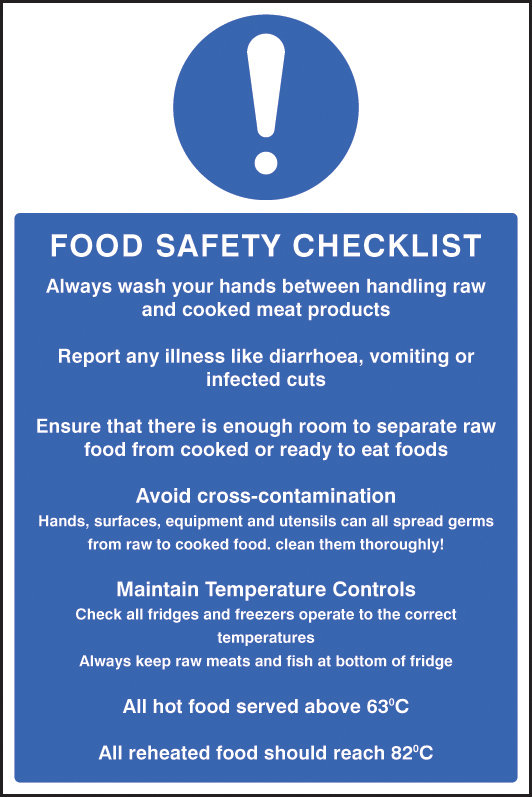 FOOD SAFETY CHECKLIST
Always wash your hands between handling raw
and cooked meat products
Report any illness like diarrhoea, vomiting or
infected cuts
Ensure that there is enough room to separate raw
food from cooked or ready to eat foods
Avoid cross-contamination
Hands, surfaces, equipment and utensils can all spread germs
from raw to cooked food. clean them thoroughly!
Maintain Temperature Controls
Check all fridges and freezers operate to the correct
temperatures
Always keep raw meats and fish at bottom of fridge
All hot food served above 63⁰C
All reheated food should reach 82⁰C